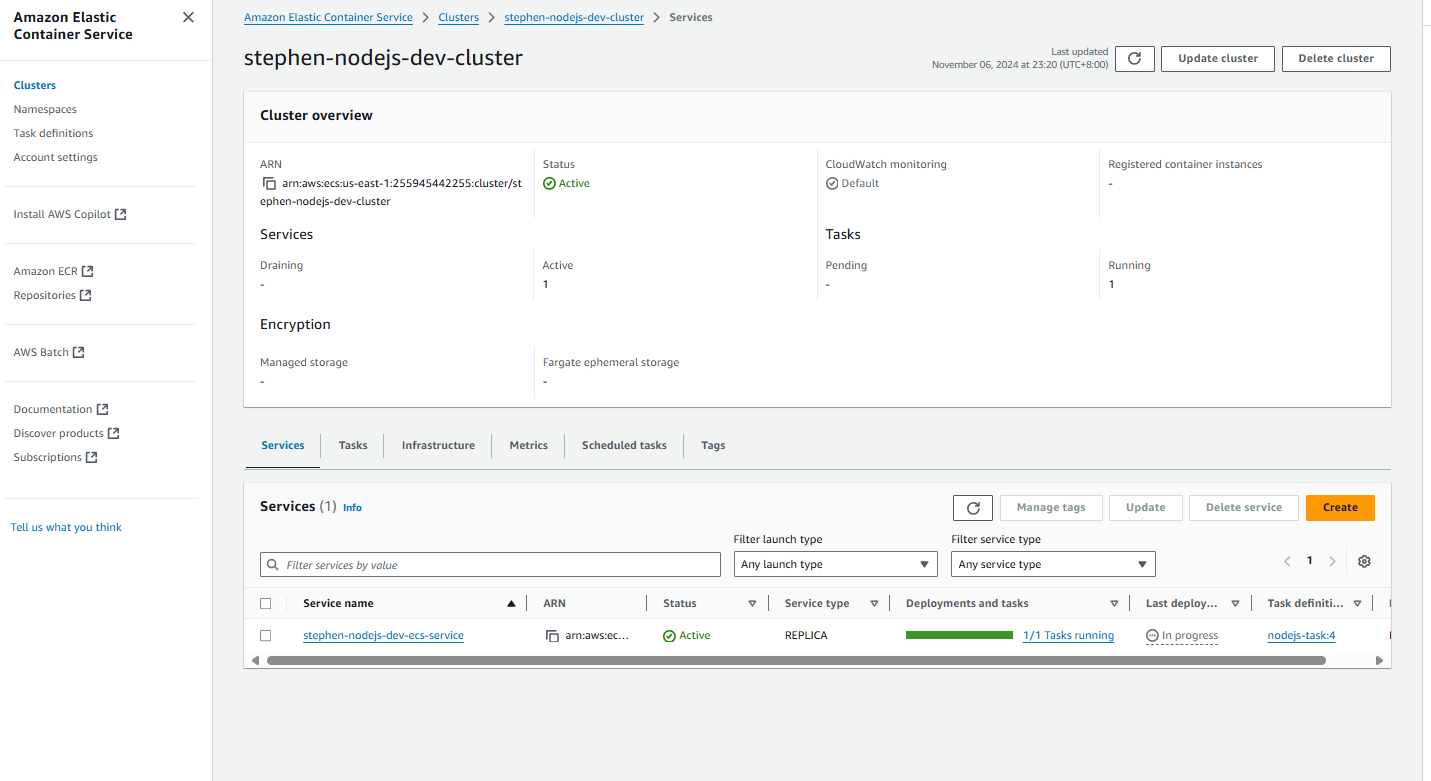 Amazon Elastic
Container Service
Clusters
Namespaces
Task definitions
Account settings
Install AWS Copilot
Amazon ECR
Repositories
AWS Batch
Documentation
Discover products
Subscriptions
Tell us what you think
Amazon Elastic Container Service > Clusters > stephen-nodejs-dev-cluster > Services
stephen-nodejs-dev-cluster
Last updated
November 06, 2024 at 23:20 (UTC+8:00)
Update cluster
Delete cluster
Cluster overview
ARN
arn:aws:ecs:us-east-1:255945442255:cluster/st
ephen-nodejs-dev-cluster
Status
Active
CloudWatch monitoring
Default
Registered container instances
-
Services
Draining
-
Active
1
Tasks
Pending
-
Running
1
Encryption
Managed storage
-
Fargate ephemeral storage
-
Services Tasks Infrastructure Metrics Scheduled tasks Tags
Services (1) Info
Manage tags
Update
Delete service
Create
Filter services by value
Filter launch type
Any launch type
Filter service type
Any service type
1
Service name ARN Status Service type Deployments and tasks Last deploy... Task definiti...
stephen-nodejs-dev-ecs-service arn:aws:ec... Active REPLICA 1/1 Tasks running In progress nodejs-task:4